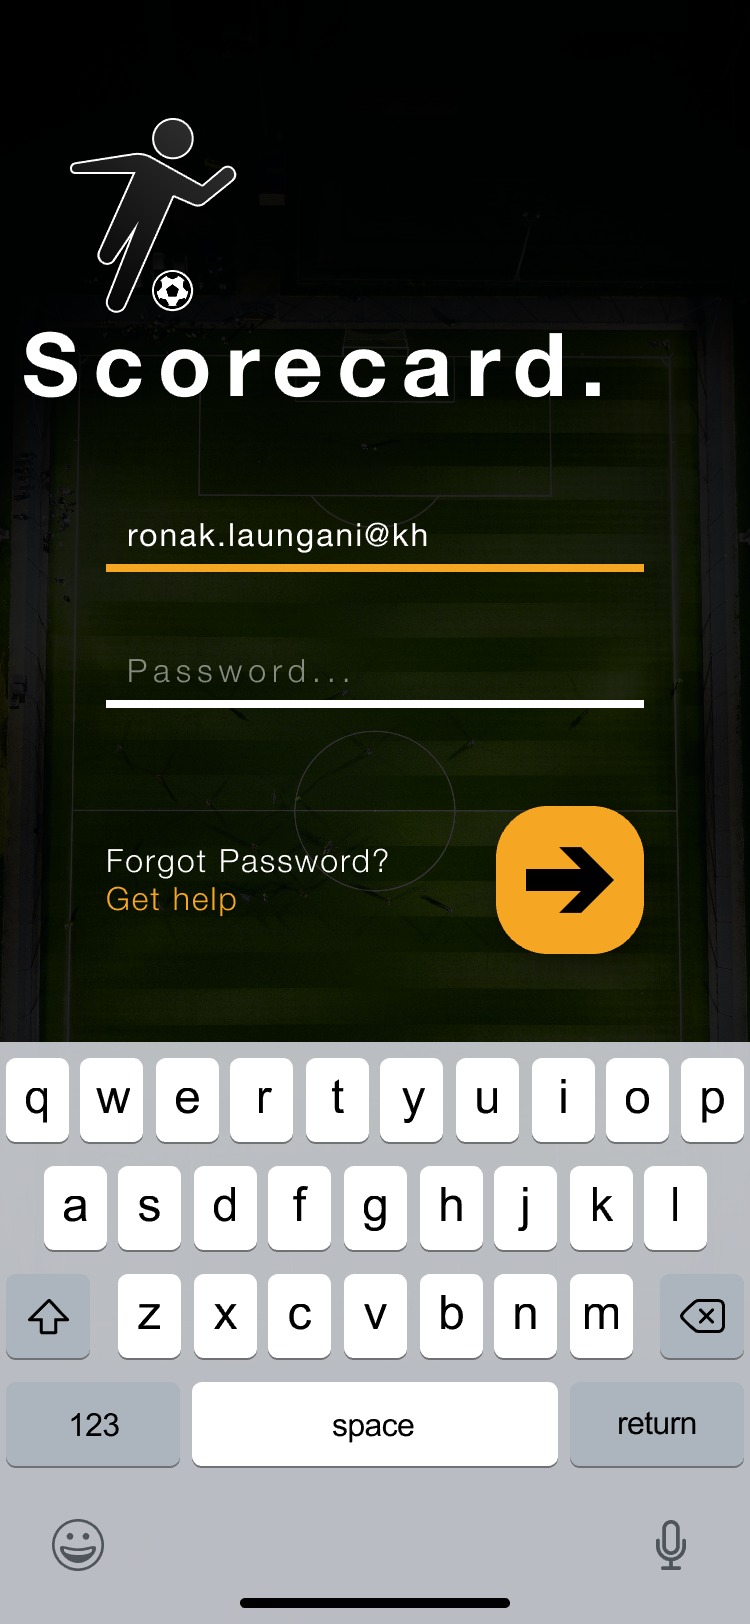 Scorecard.
ronak.laungani@kh
Password...
Forgot Password?
Get help
q w e r t y u i o p
a s d f g h j k l
z x c v b n m
123 space return